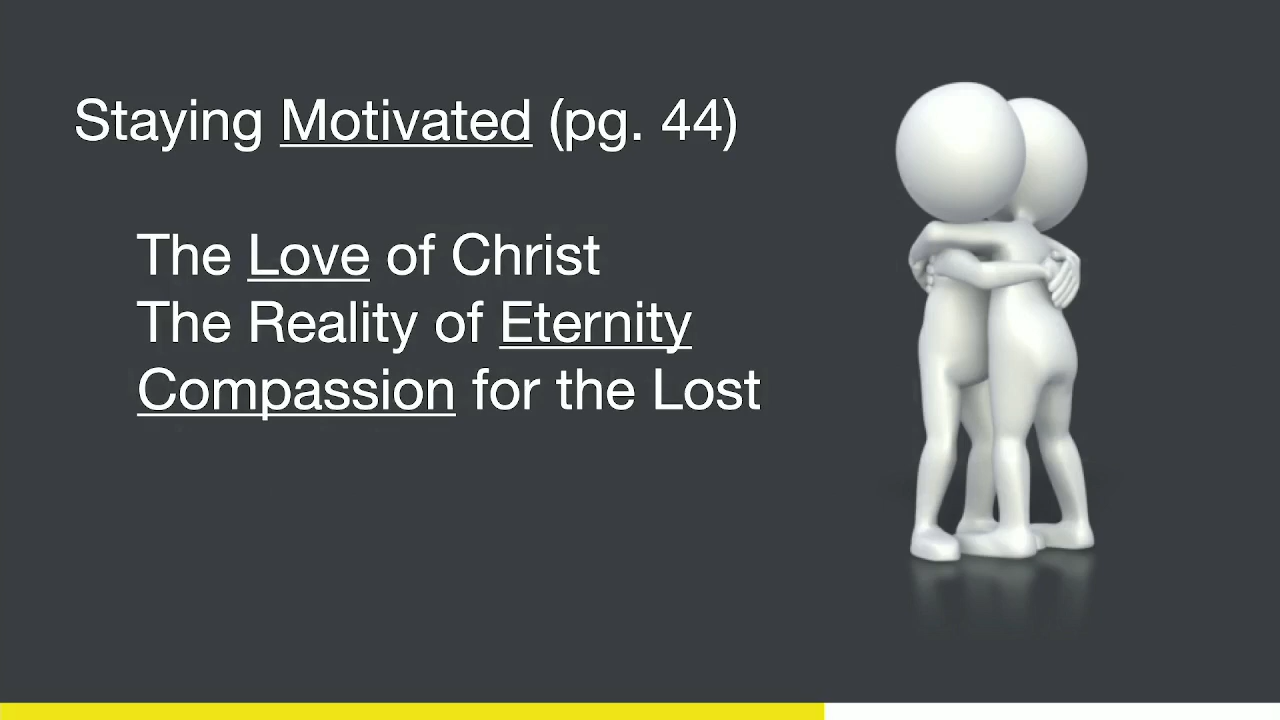 Staying Motivated (pg. 44)
The Love of Christ
The Reality of Eternity
Compassion for the Lost